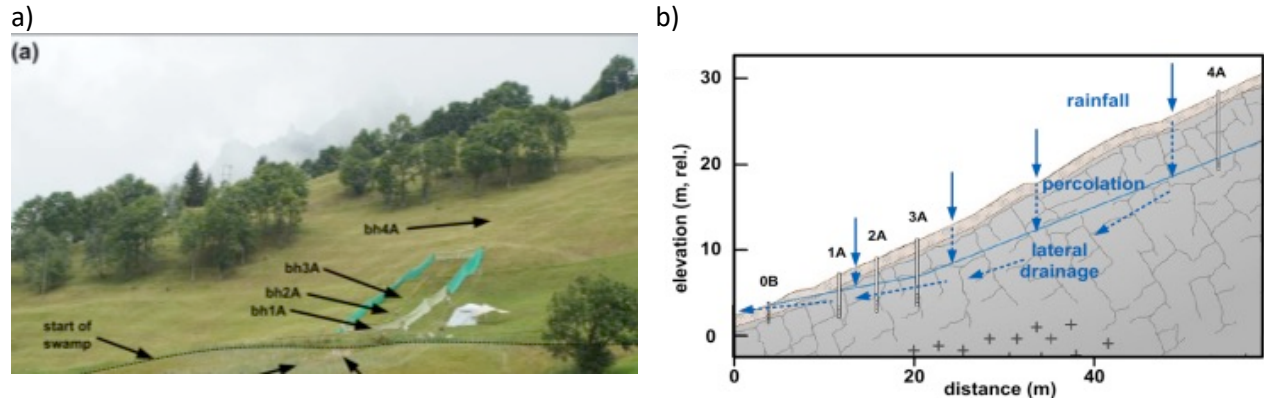 a)
(a)
bh4A
bh3A
bh2A
bh1A
start of
swamp
b)
30
20
10
0
elevation (m, rel.)
0
20
40
distance (m)
rainfall
4A
percolation
3A
2A
1A
0B
lateral
drainage